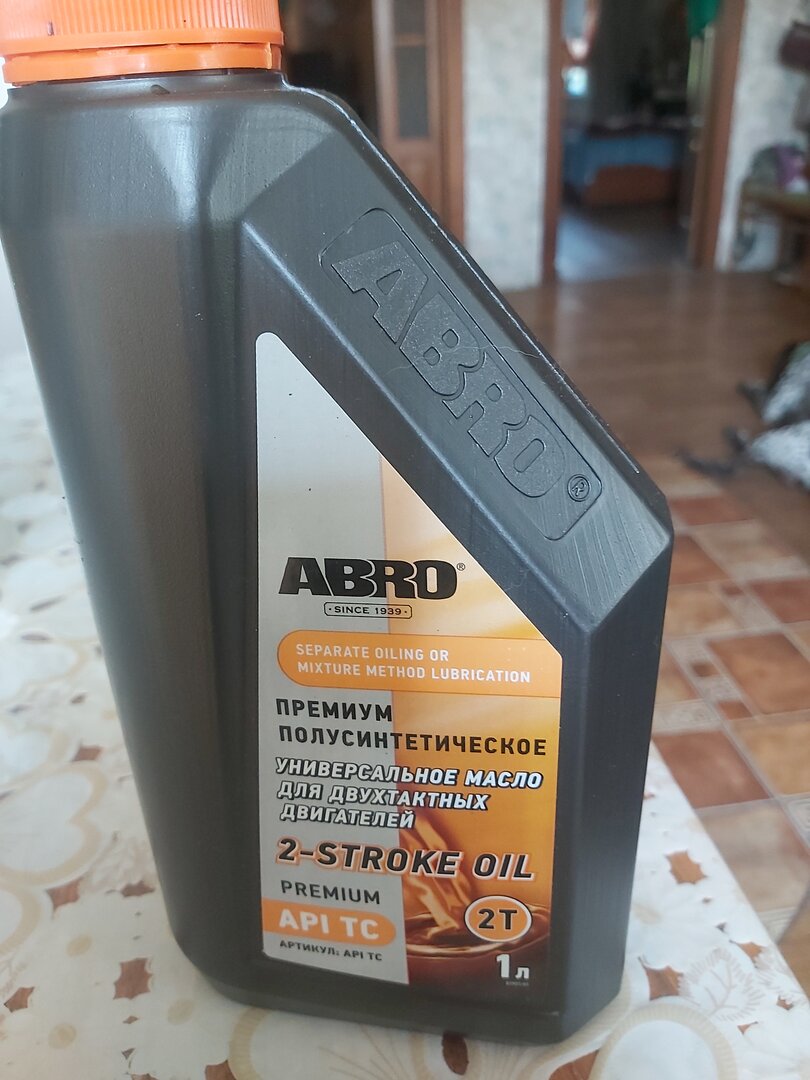 ABRO®
ABRO®
· SINCE 1939 ·
SEPARATE OILING OR
MIXTURE METHOD LUBRICATION
ПРЕМИУМ
ПОЛУСИНТЕТИЧЕСКОЕ
УНИВЕРСАЛЬНОЕ МАСЛО
ДЛЯ ДВУХТАКТНЫХ
ДВИГАТЕЛЕЙ
2-STROKE OIL
PREMIUM
API TC
2T
АРТИКУЛ: API TC
1 л